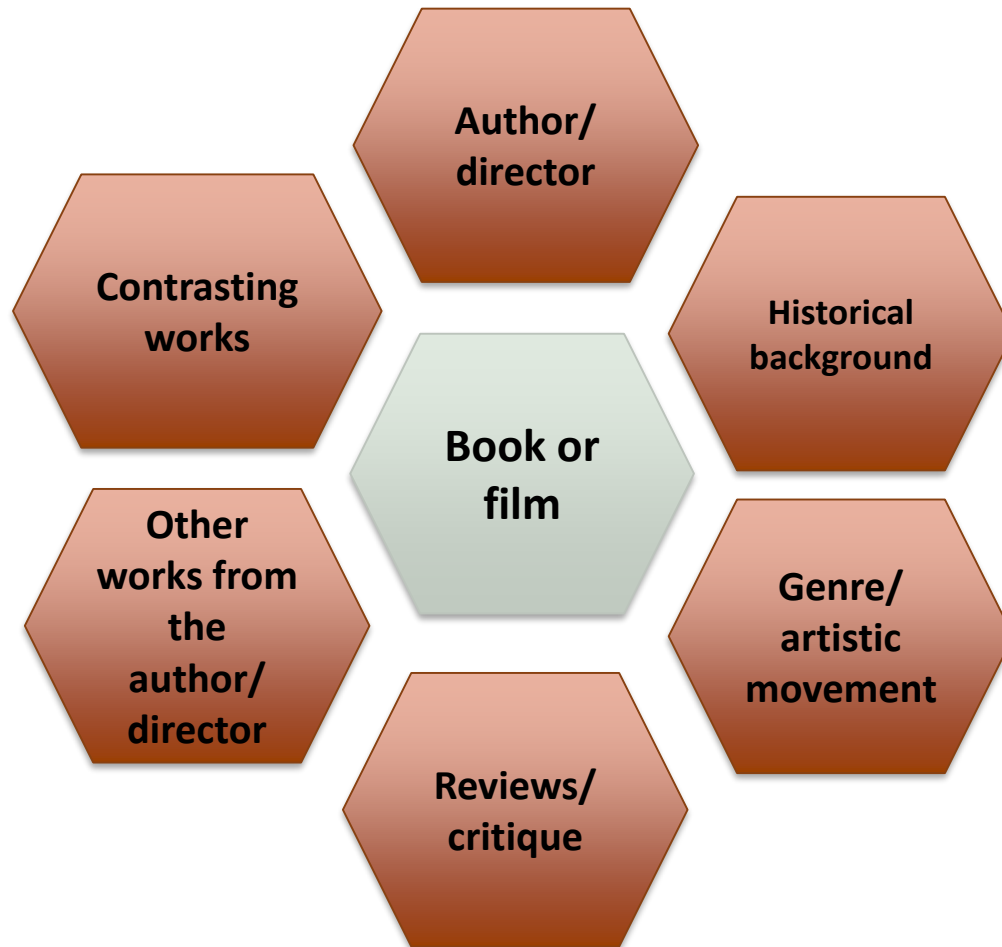 Author/
director
Contrasting
works
Historical
background
Book or
film
Other
works from
the
author/
director
Genre/
artistic
movement
Reviews/
critique